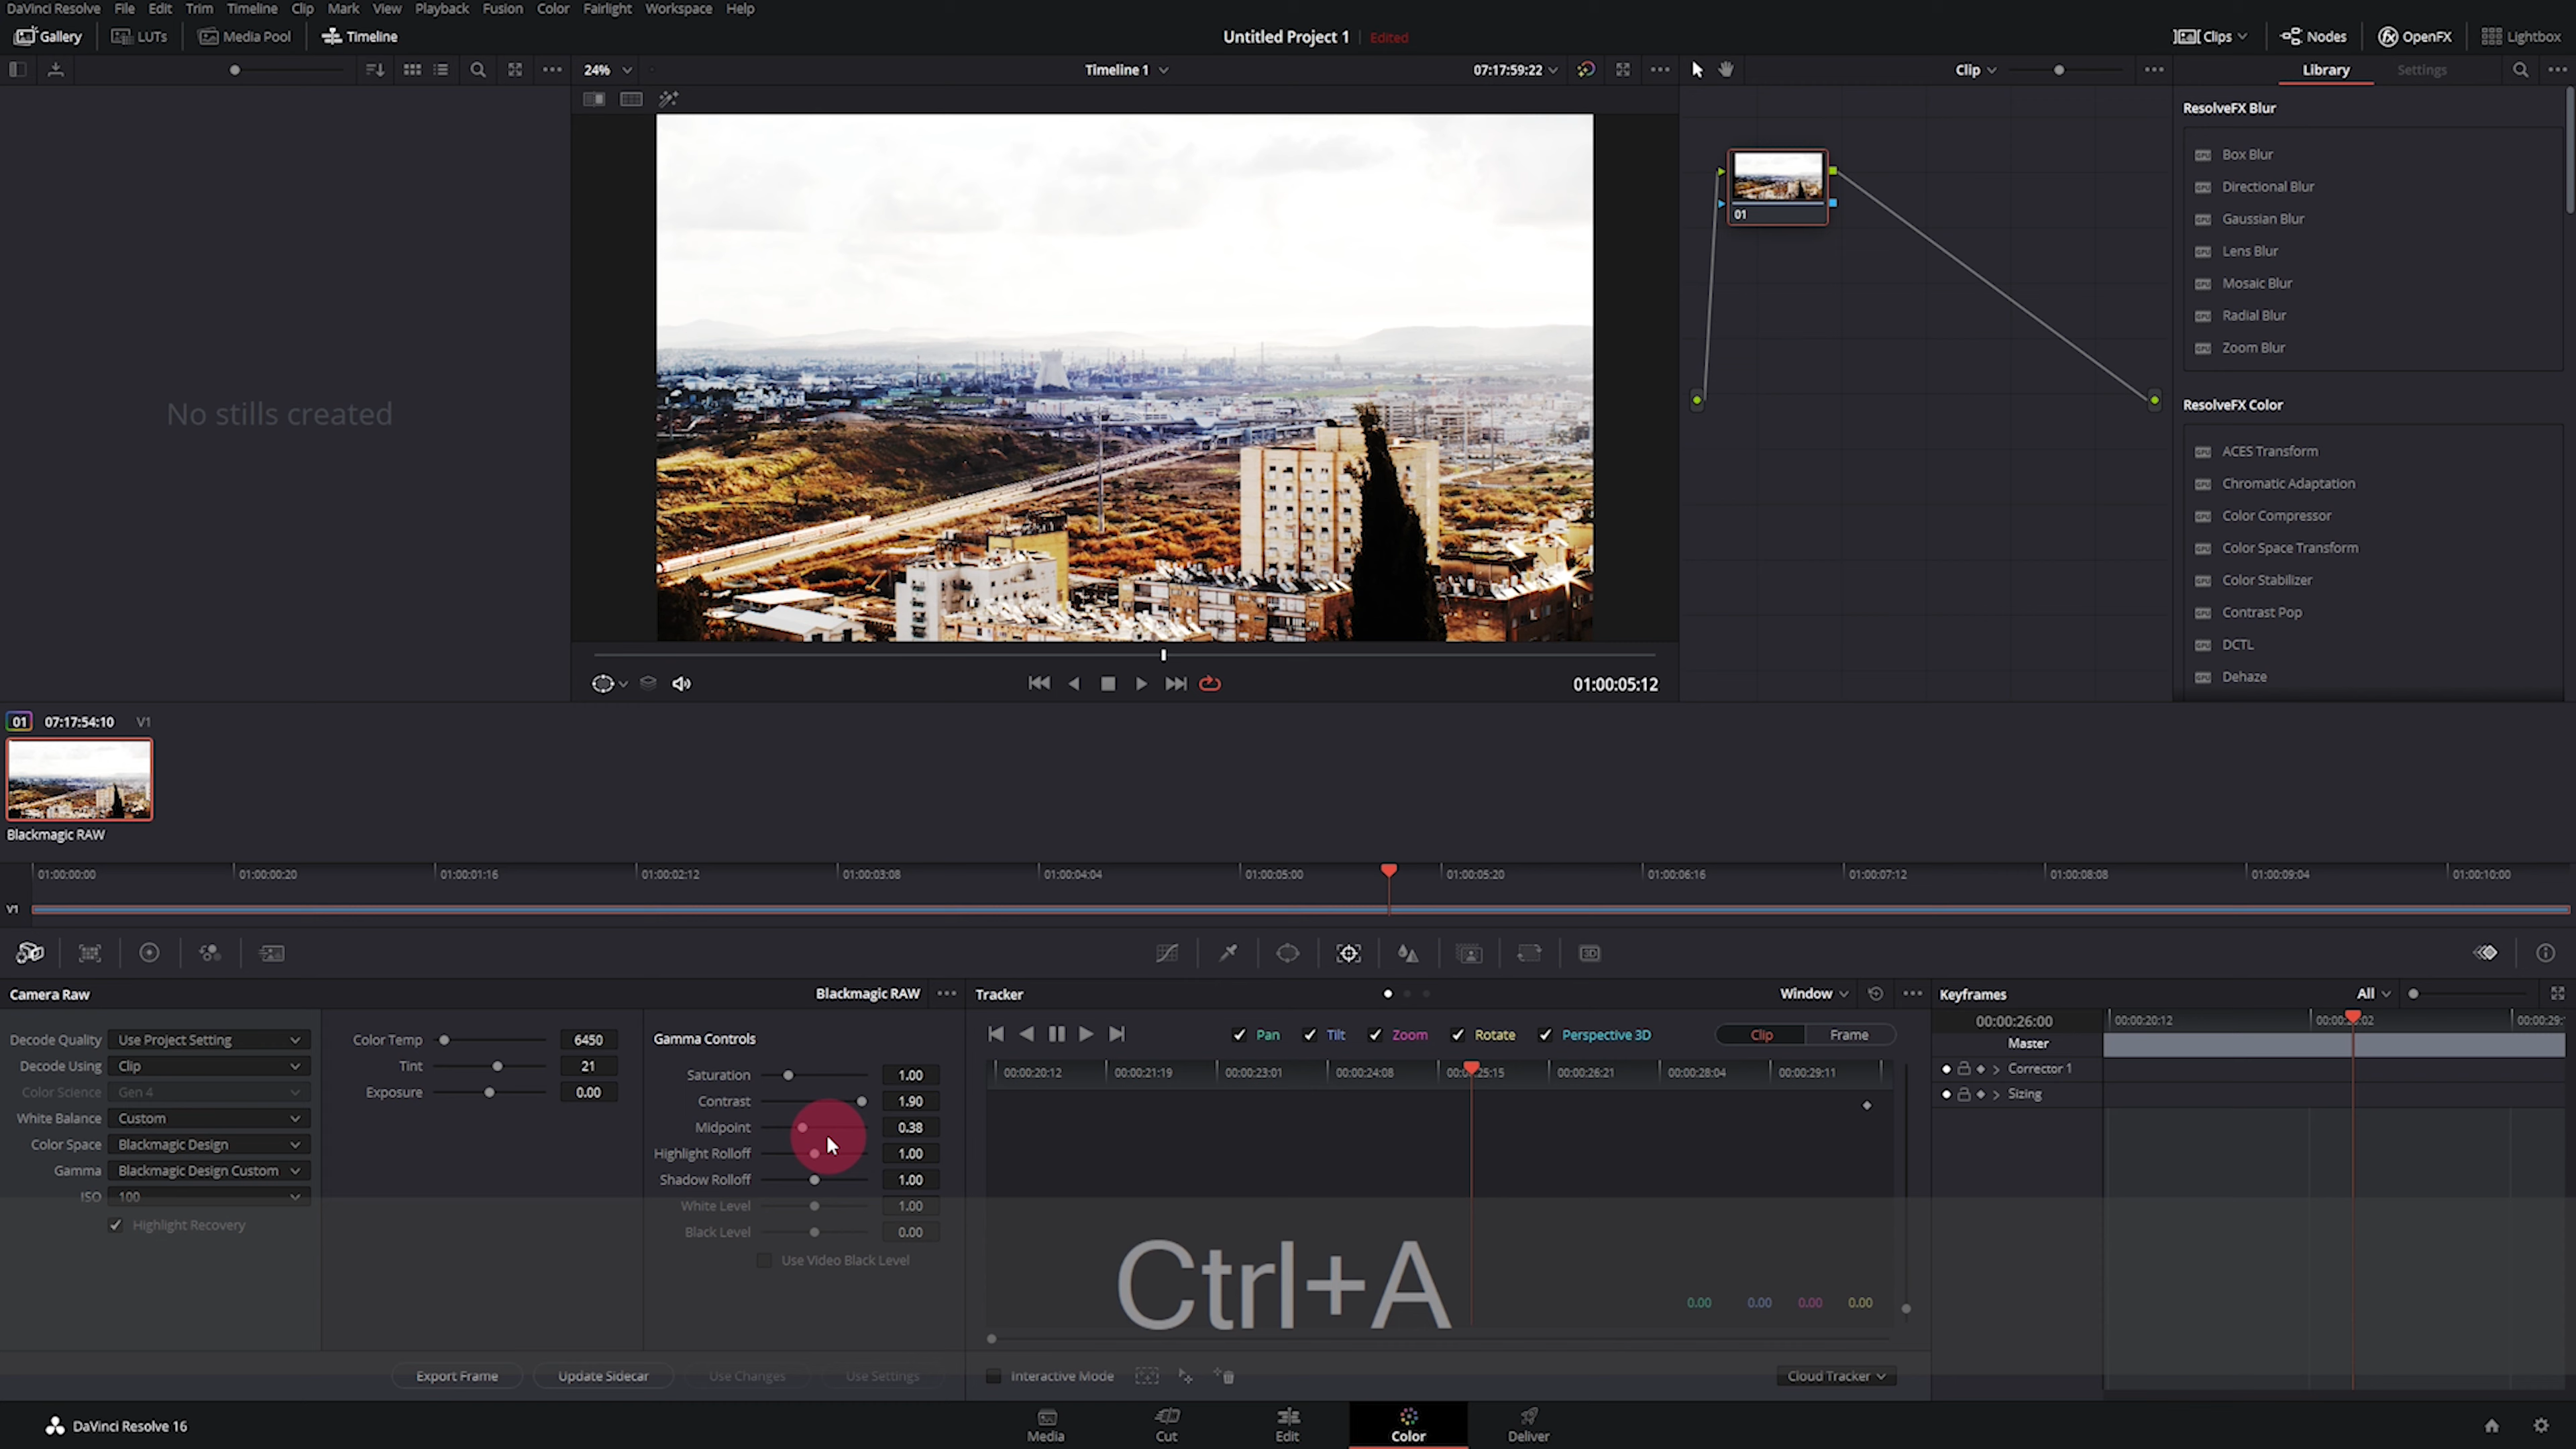 DaVinci Resolve File Edit Trim Timeline Clip Mark View Playback Fusion Color Fairlight Workspace Help
Gallery LUTs Media Pool Timeline Untitled Project 1 Edited Clips Nodes OpenFX Lightbox
24% Timeline 1 07:17:59:22 Clip Library Settings
ResolveFX Blur
Box Blur
Directional Blur
Gaussian Blur
Lens Blur
Mosaic Blur
Radial Blur
Zoom Blur
01
No stills created
ResolveFX Color
ACES Transform
Chromatic Adaptation
Color Compressor
Color Space Transform
Color Stabilizer
Contrast Pop
DCTL
Dehaze
01:00:05:12
01 07:17:54:10 V1
Blackmagic RAW
01:00:00:00 01:00:00:20 01:00:01:16 01:00:02:12 01:00:03:08 01:00:04:04 01:00:05:00 01:00:05:20 01:00:06:16 01:00:07:12 01:00:08:08 01:00:09:04 01:00:10:00
V1
3D
Camera Raw Blackmagic RAW Tracker Window Keyframes All
Decode Quality Use Project Setting
Decode Using Clip
Color Science Gen 4
White Balance Custom
Color Space Blackmagic Design
Gamma Blackmagic Design Custom
ISO 100
Highlight Recovery
Color Temp 6450
Tint 21
Exposure 0.00
Gamma Controls
Saturation 1.00
Contrast 1.90
Midpoint 0.38
Highlight Rolloff 1.00
Shadow Rolloff 1.00
White Level 1.00
Black Level 0.00
Use Video Black Level
Export Frame Update Sidecar Use Changes Use Settings
Pan Tilt Zoom Rotate Perspective 3D Clip Frame
00:00:20:12 00:00:21:19 00:00:23:01 00:00:24:08 00:00:26:21 00:00:28:04 00:00:29:11
Ctrl+A
0.00 0.00 0.00 0.00
Interactive Mode Cloud Tracker
00:00:26:00 00:00:20:12
Master
Corrector 1
Sizing
DaVinci Resolve 16 Media Cut Edit Color Deliver